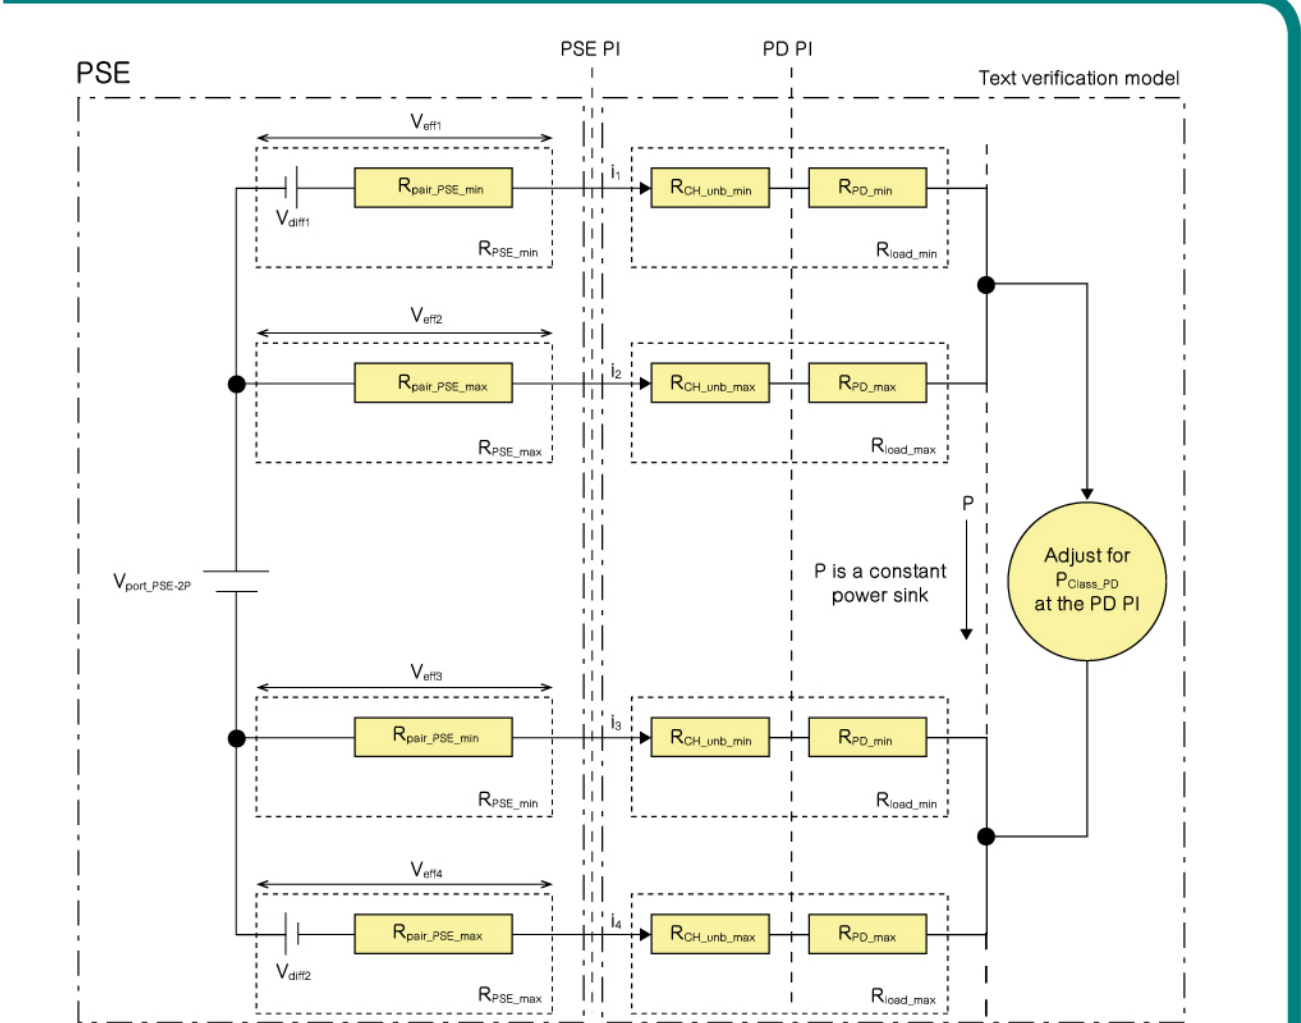 PSE PI
PD PI
PSE
Text verification model
Veff1
Vdiff1
Rpair_PSE_min
RPSE_min
i1
RCH_unb_min
RPD_min
Rload_min
Veff2
Rpair_PSE_max
RPSE_max
i2
RCH_unb_max
RPD_max
Rload_max
Vport_PSE-2P
P
P is a constant
power sink
Adjust for
PClass_PD
at the PD PI
Veff3
Rpair_PSE_min
RPSE_min
i3
RCH_unb_min
RPD_min
Rload_min
Veff4
Vdiff2
Rpair_PSE_max
RPSE_max
i4
RCH_unb_max
RPD_max
Rload_max